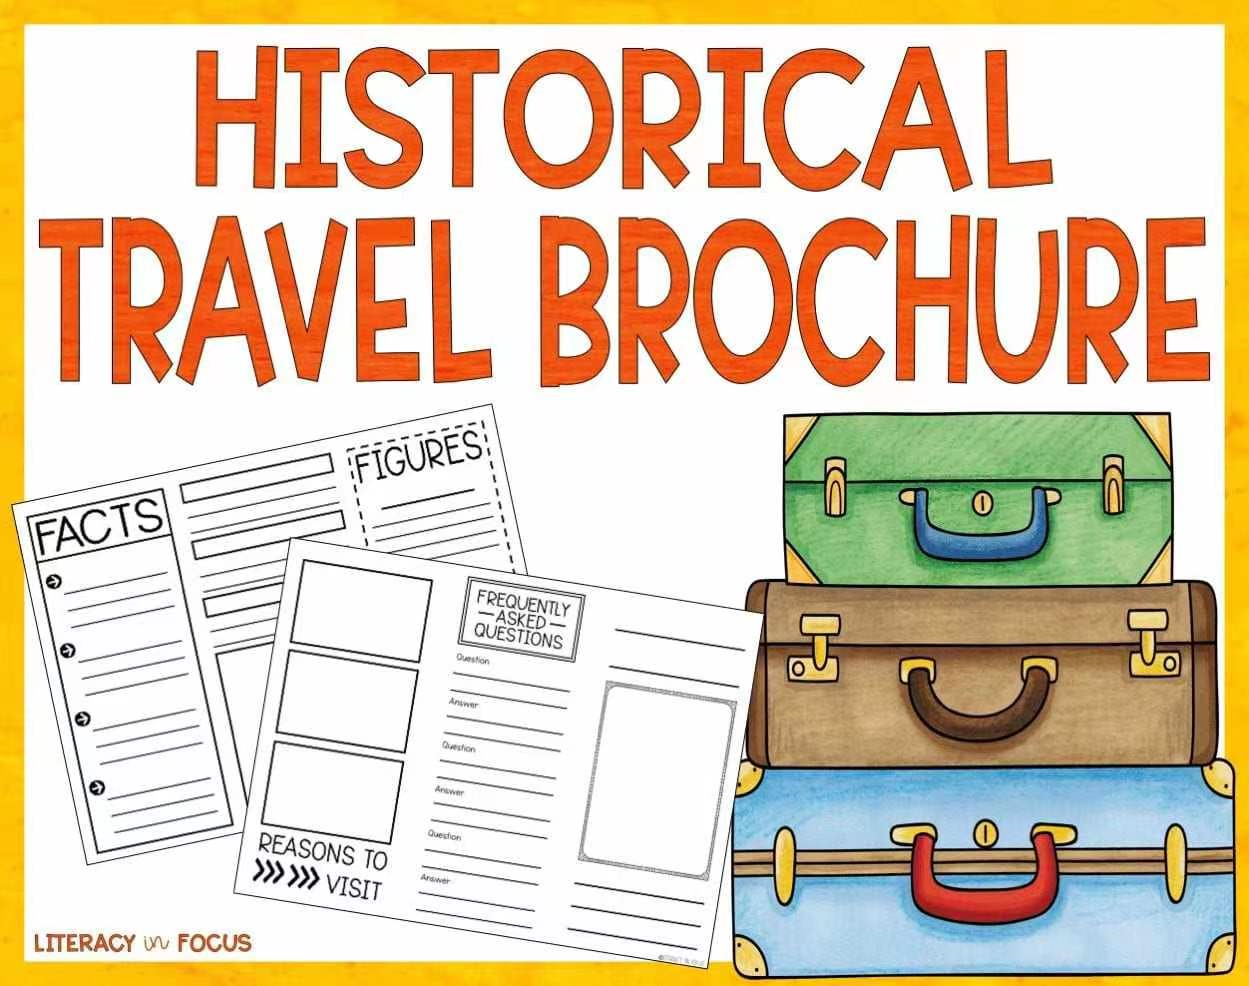 HISTORICAL
TRAVEL BROCHURE
FACTS
FIGURES
FREQUENTLY
ASKED
QUESTIONS
Question
Answer
Question
Answer
Question
Answer
REASONS TO
VISIT
LITERACY in FOCUS